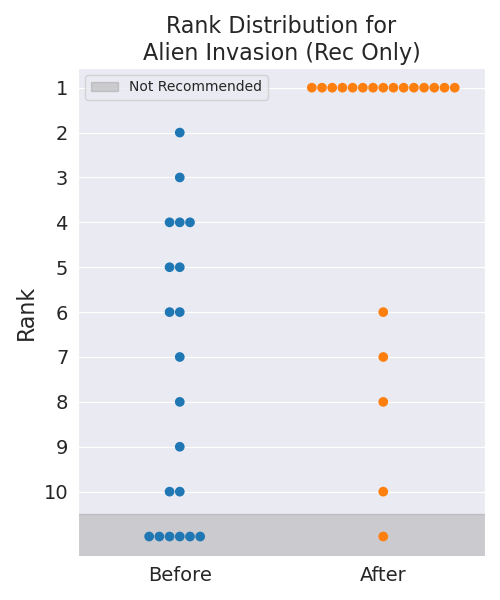 Rank Distribution for
Alien Invasion (Rec Only)
Not Recommended
Rank
1
2
3
4
5
6
7
8
9
10
Before
After